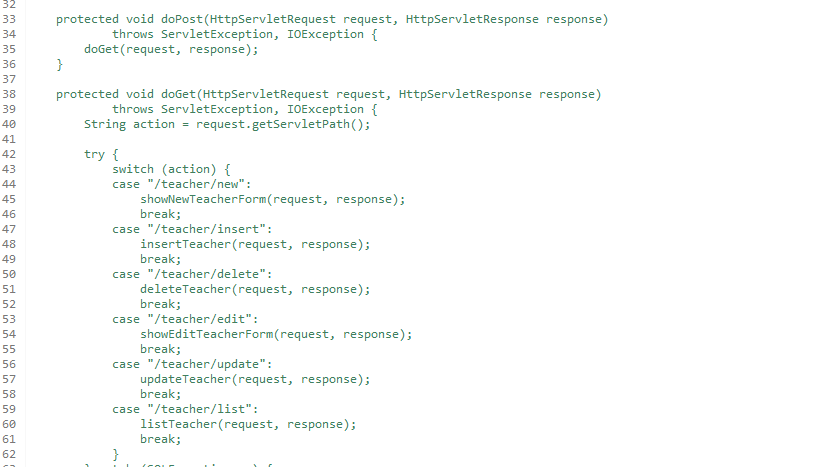 32
33 protected void doPost(HttpServletRequest request, HttpServletResponse response)
34 throws ServletException, IOException {
35 doGet(request, response);
36 }
37
38 protected void doGet(HttpServletRequest request, HttpServletResponse response)
39 throws ServletException, IOException {
40 String action = request.getServletPath();
41
42 try {
43 switch (action) {
44 case "/teacher/new":
45 showNewTeacherForm(request, response);
46 break;
47 case "/teacher/insert":
48 insertTeacher(request, response);
49 break;
50 case "/teacher/delete":
51 deleteTeacher(request, response);
52 break;
53 case "/teacher/edit":
54 showEditTeacherForm(request, response);
55 break;
56 case "/teacher/update":
57 updateTeacher(request, response);
58 break;
59 case "/teacher/list":
60 listTeacher(request, response);
61 break;
62 }